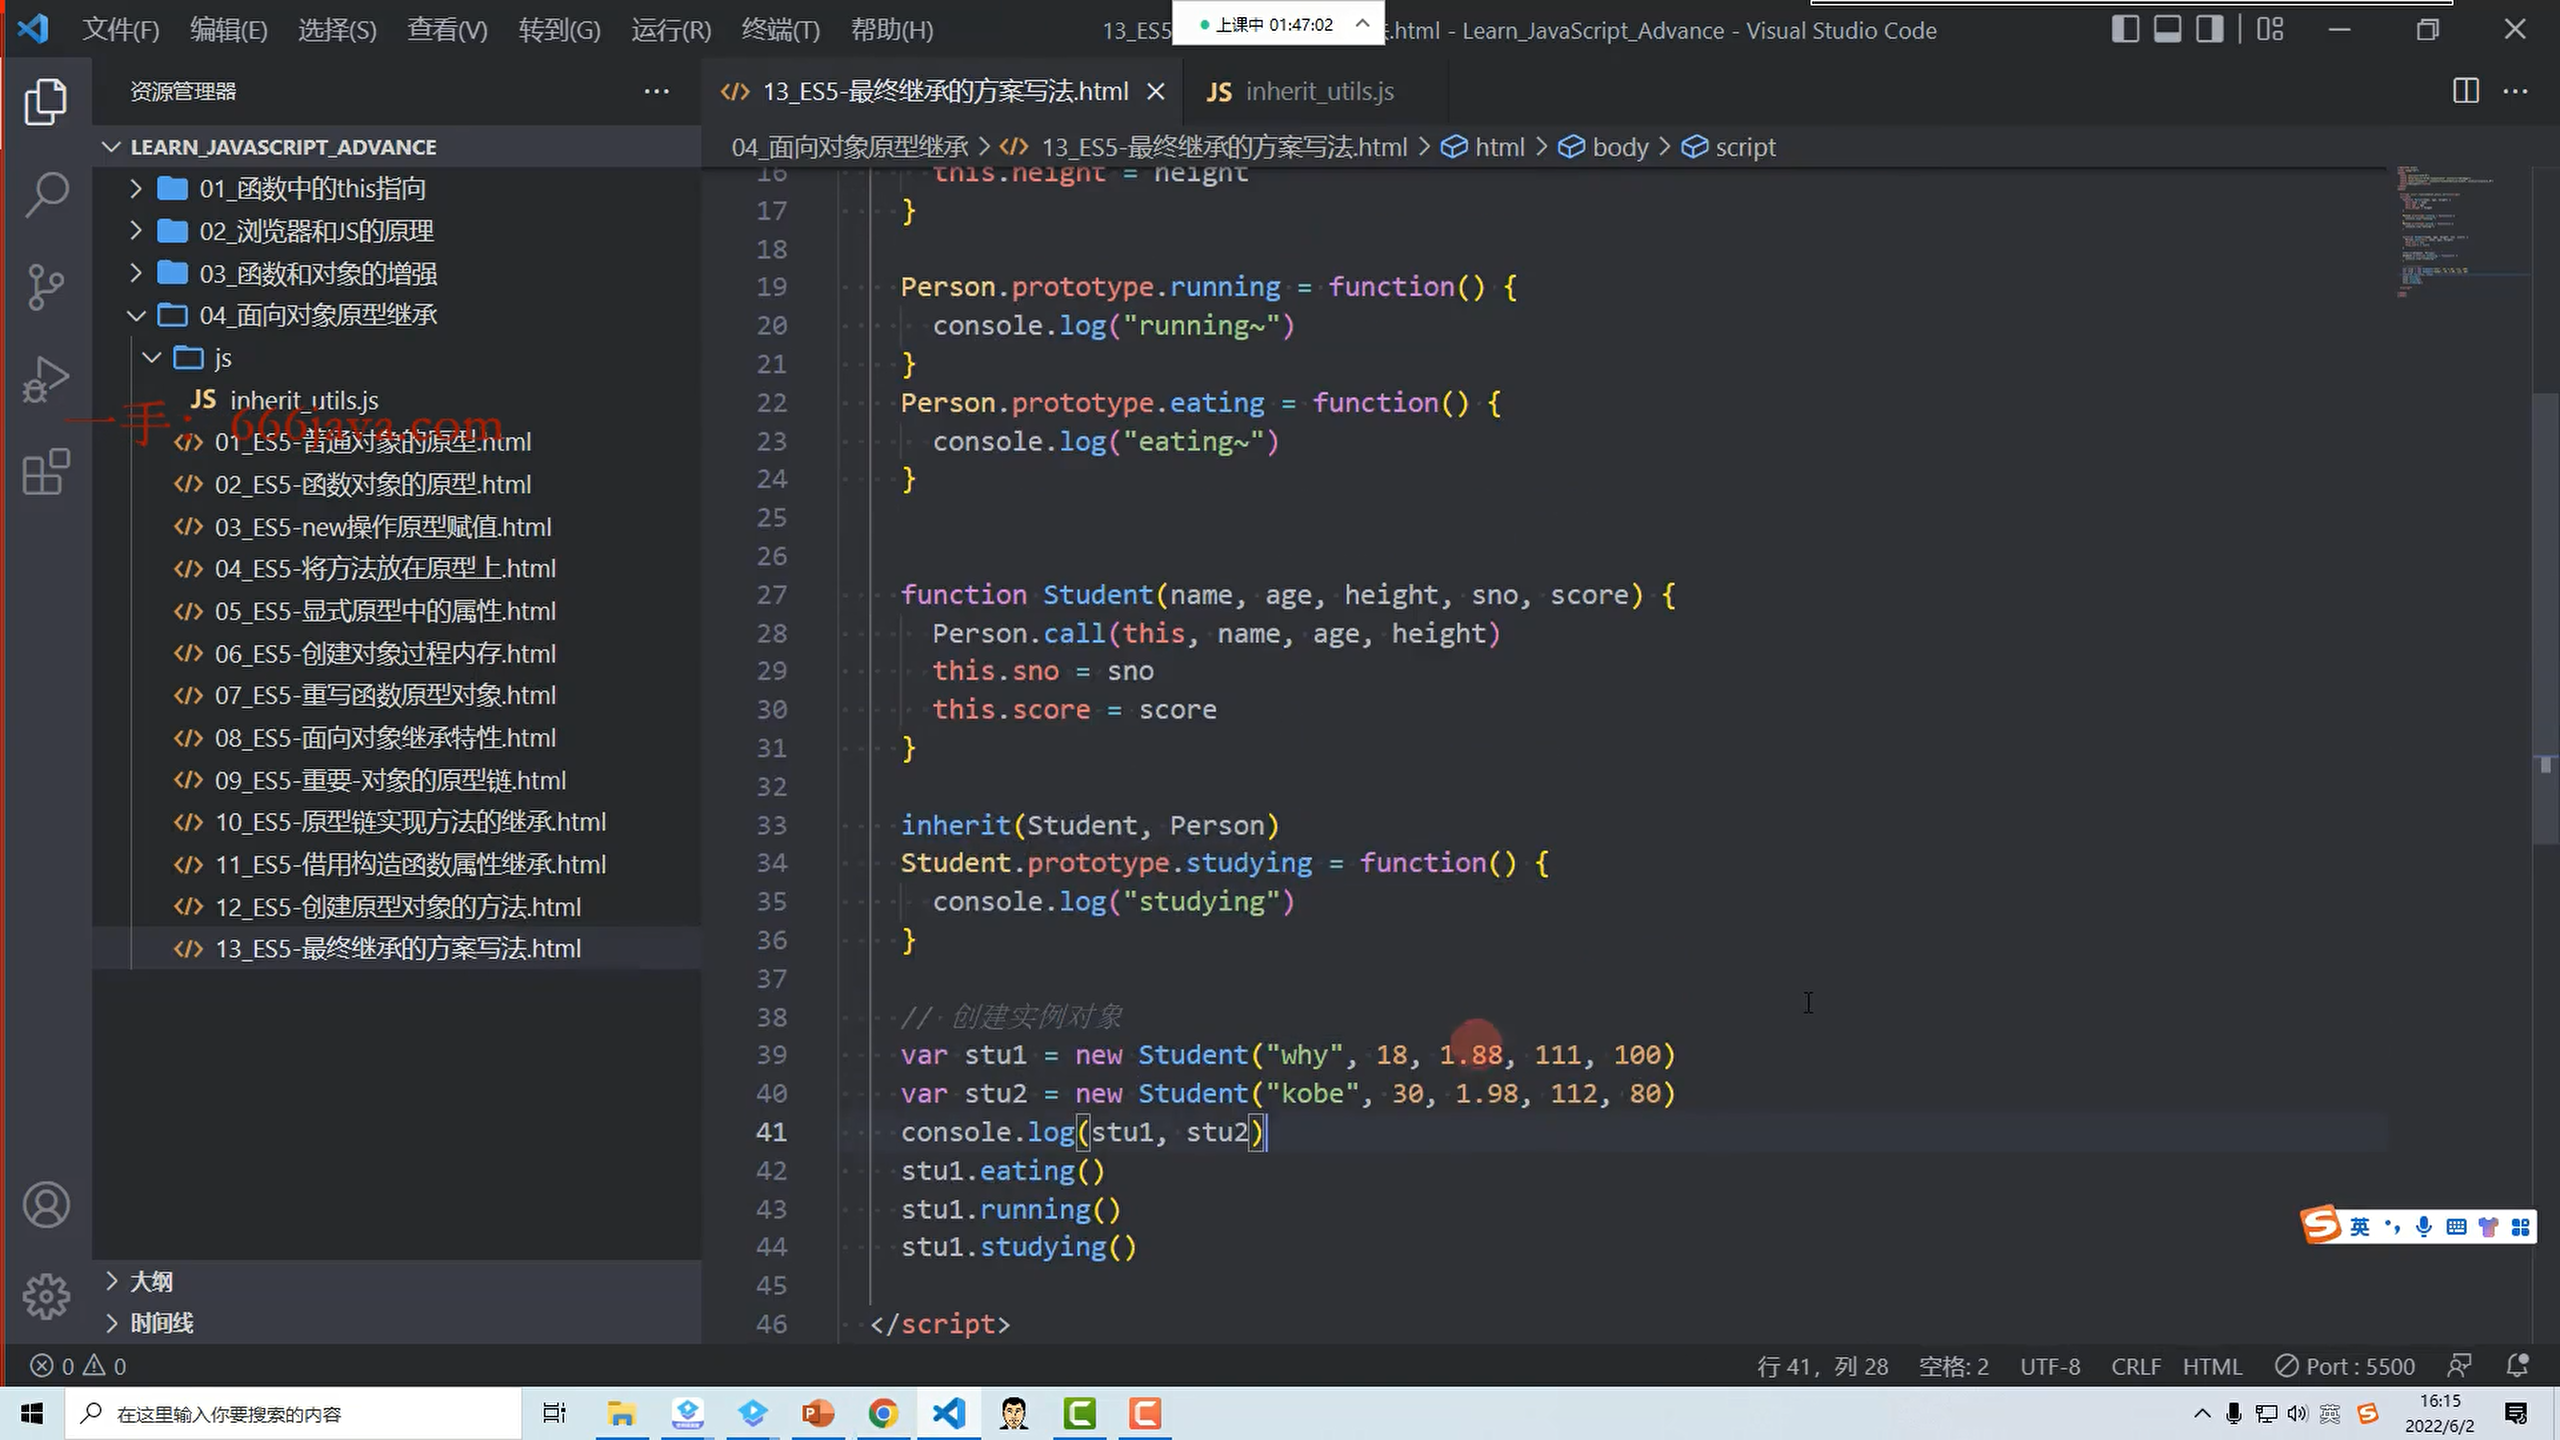 文件(F) 编辑(E) 选择(S) 查看(V) 转到(G) 运行(R) 终端(T) 帮助(H) 13_ES5 上课中 01:47:02 .html - Learn_JavaScript_Advance - Visual Studio Code
资源管理器
LEARN_JAVASCRIPT_ADVANCE
01_函数中的this指向
02_浏览器和JS的原理
03_函数和对象的增强
04_面向对象原型继承
js
JS inherit_utils.js
一手：666java.com
01_ES5-普通对象的原型.html
02_ES5-函数对象的原型.html
03_ES5-new操作原型赋值.html
04_ES5-将方法放在原型上.html
05_ES5-显式原型中的属性.html
06_ES5-创建对象过程内存.html
07_ES5-重写函数原型对象.html
08_ES5-面向对象继承特性.html
09_ES5-重要-对象的原型链.html
10_ES5-原型链实现方法的继承.html
11_ES5-借用构造函数属性继承.html
12_ES5-创建原型对象的方法.html
13_ES5-最终继承的方案写法.html
大纲
时间线
13_ES5-最终继承的方案写法.html JS inherit_utils.js
04_面向对象原型继承 > 13_ES5-最终继承的方案写法.html > html > body > script
16 this.height = height
17 }
18
19 Person.prototype.running = function() {
20 console.log("running~")
21 }
22 Person.prototype.eating = function() {
23 console.log("eating~")
24 }
25
26
27 function Student(name, age, height, sno, score) {
28 Person.call(this, name, age, height)
29 this.sno = sno
30 this.score = score
31 }
32
33 inherit(Student, Person)
34 Student.prototype.studying = function() {
35 console.log("studying")
36 }
37
38 // 创建实例对象
39 var stu1 = new Student("why", 18, 1.88, 111, 100)
40 var stu2 = new Student("kobe", 30, 1.98, 112, 80)
41 console.log(stu1, stu2)
42 stu1.eating()
43 stu1.running()
44 stu1.studying()
45
46 </script>
英
0 0 行 41，列 28 空格: 2 UTF-8 CRLF HTML Port : 5500
在这里输入你要搜索的内容
英 16:15
2022/6/2